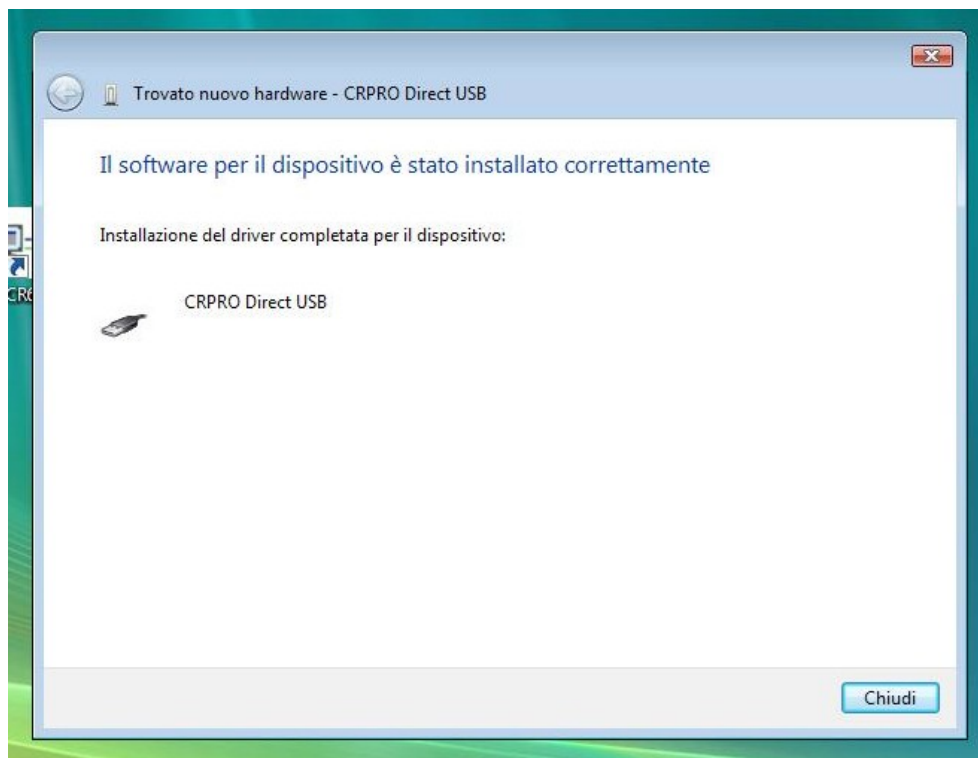 Trovato nuovo hardware - CRPRO Direct USB
Il software per il dispositivo è stato installato correttamente
Installazione del driver completata per il dispositivo:
CRPRO Direct USB
Chiudi